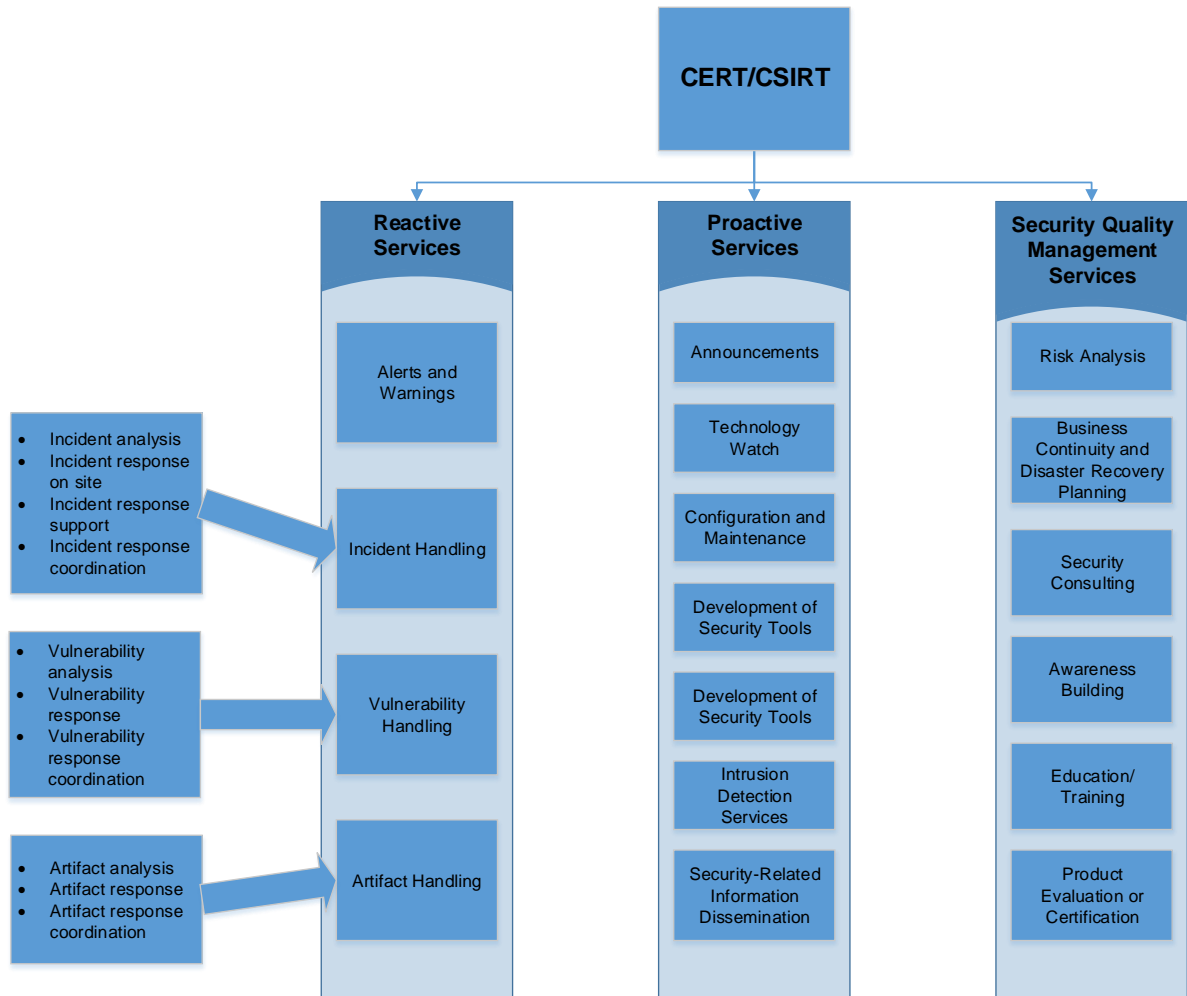 CERT/CSIRT
Reactive
Services
Alerts and
Warnings
Incident Handling
Vulnerability
Handling
Artifact Handling
• Incident analysis
• Incident response
on site
• Incident response
support
• Incident response
coordination
• Vulnerability
analysis
• Vulnerability
response
• Vulnerability
response
coordination
• Artifact analysis
• Artifact response
• Artifact response
coordination
Proactive
Services
Announcements
Technology
Watch
Configuration and
Maintenance
Development of
Security Tools
Development of
Security Tools
Intrusion
Detection
Services
Security-Related
Information
Dissemination
Security Quality
Management
Services
Risk Analysis
Business
Continuity and
Disaster Recovery
Planning
Security
Consulting
Awareness
Building
Education/
Training
Product
Evaluation or
Certification